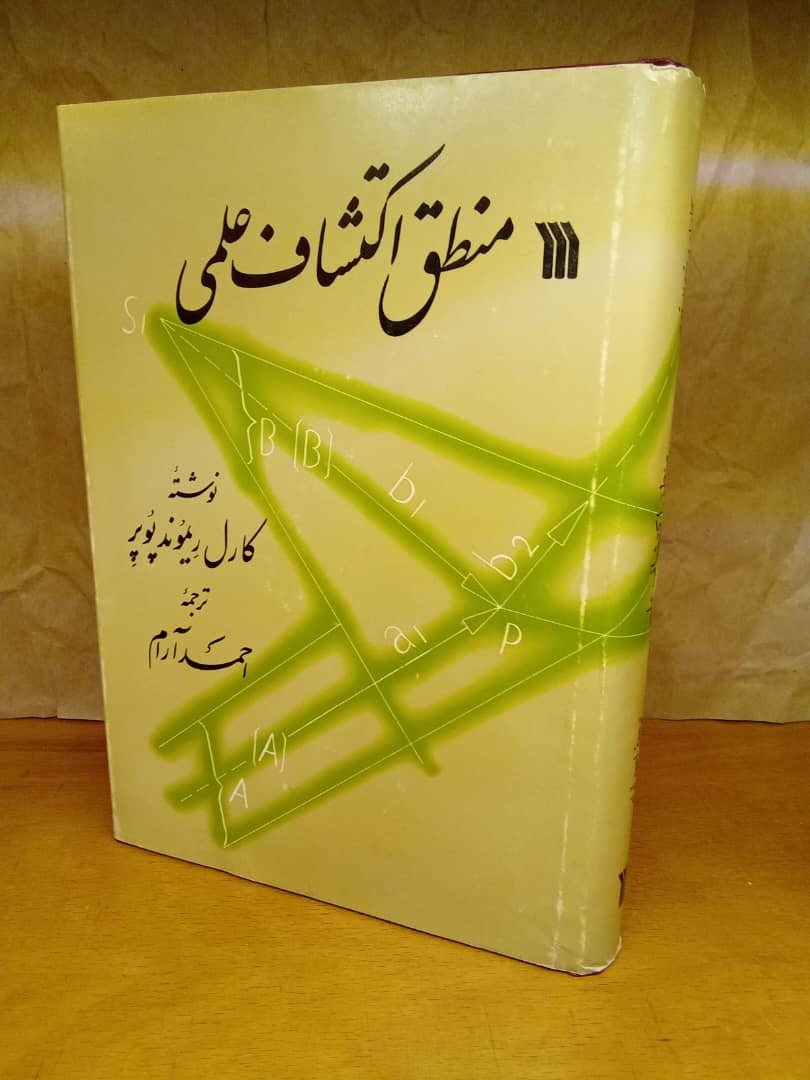 منطق اکتشاف علمی
نوشتهٔ
کارل ریموند پوپر
ترجمهٔ
احمد آرام
S₁
B (B) b₁
b₂
a₁ P
(A)
A